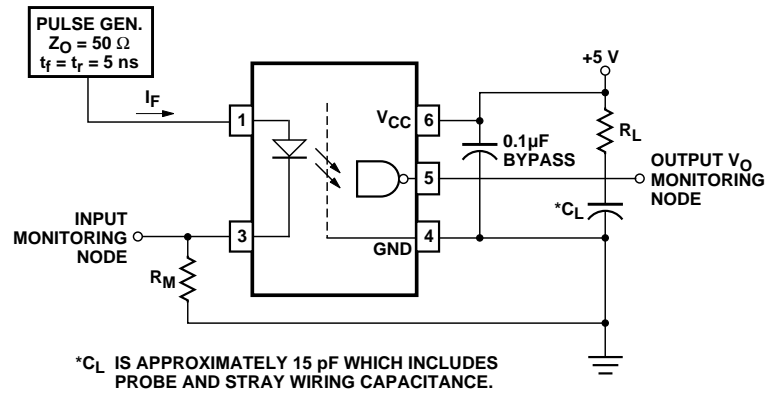 PULSE GEN.
Z_O = 50 Ω
t_f = t_r = 5 ns
I_F
+5 V
1
V_CC
6
0.1µF
BYPASS
R_L
5
OUTPUT V_O
MONITORING
NODE
*C_L
INPUT
MONITORING
NODE
3
GND
4
R_M
*C_L IS APPROXIMATELY 15 pF WHICH INCLUDES
PROBE AND STRAY WIRING CAPACITANCE.